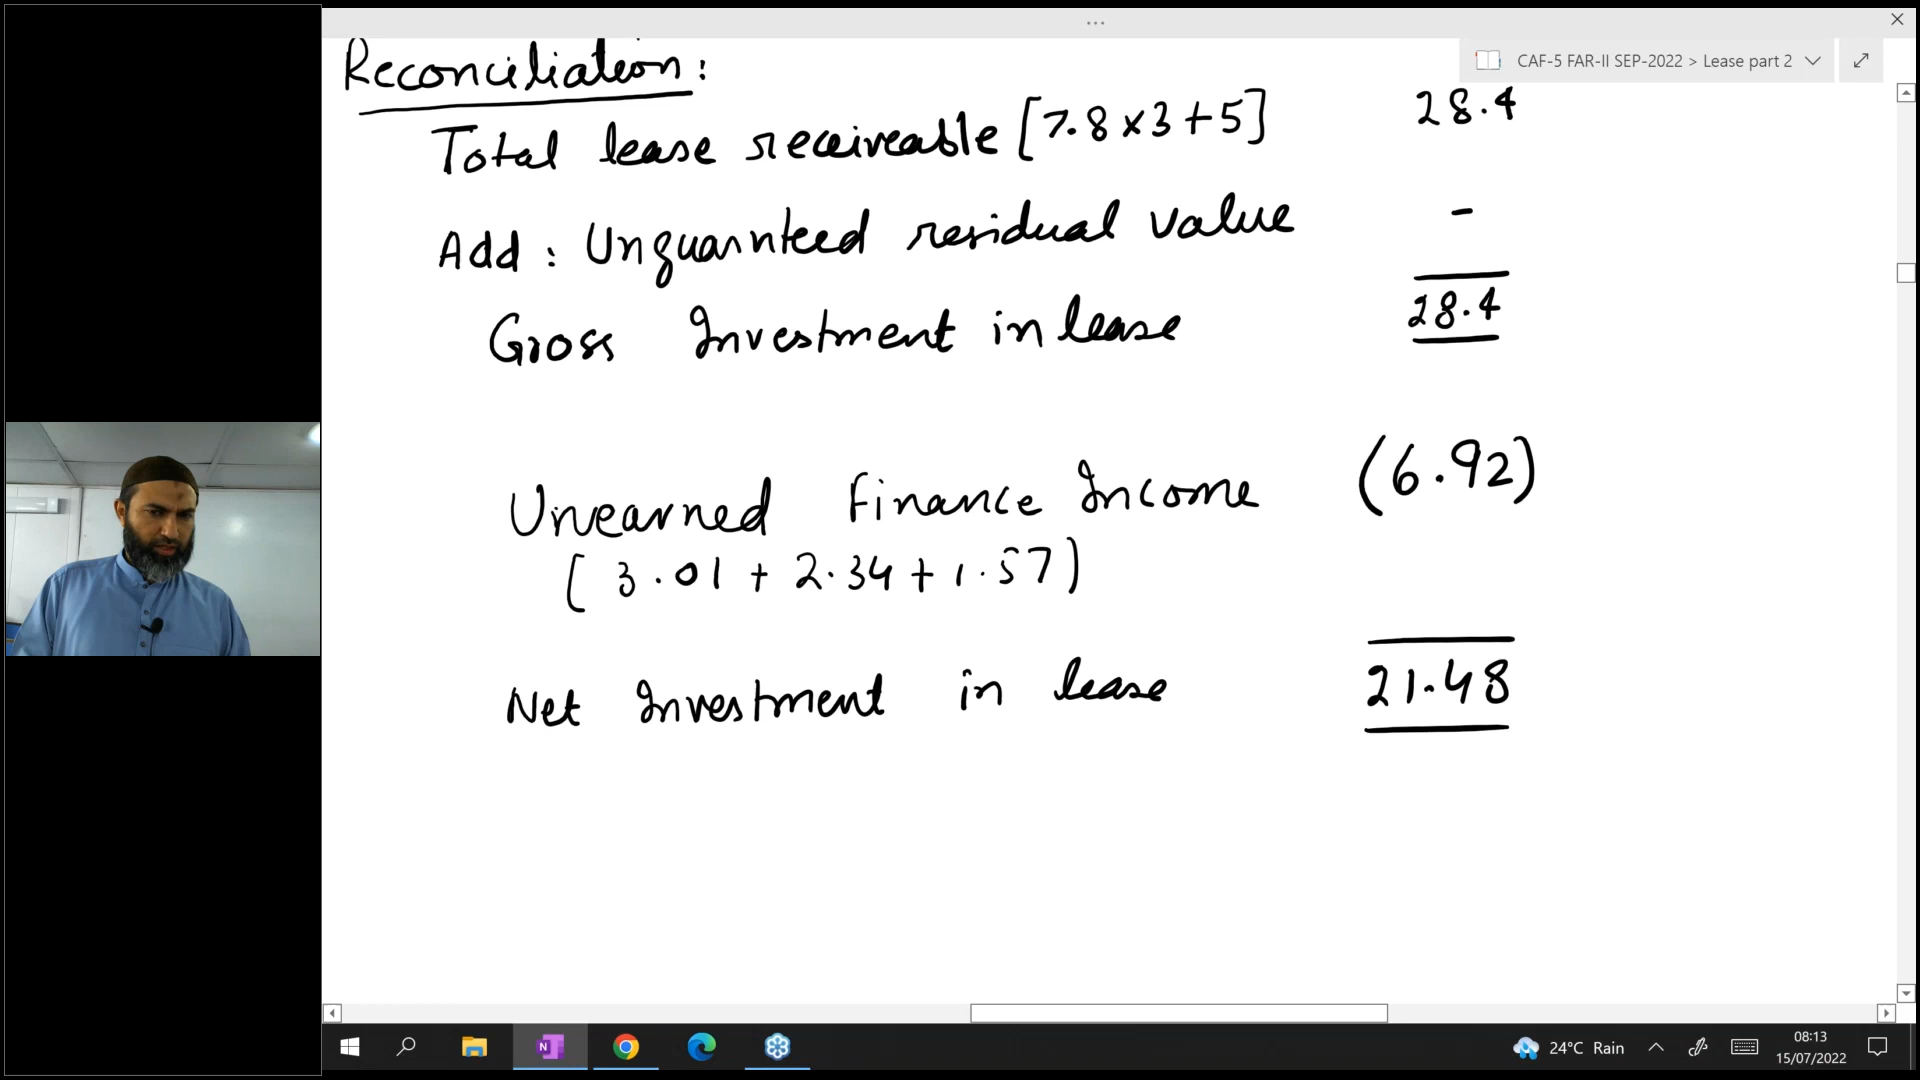 CAF-5 FAR-II SEP-2022 > Lease part 2
Reconciliation:
Total lease receiveable [7.8 x 3 + 5] 28.4
Add: Unguarnteed residual value -
Gross Investment in lease 28.4
Unearned Finance Income (6.92)
[3.01 + 2.34 + 1.57)
Net Investment in lease 21.48
24°C Rain
08:13
15/07/2022